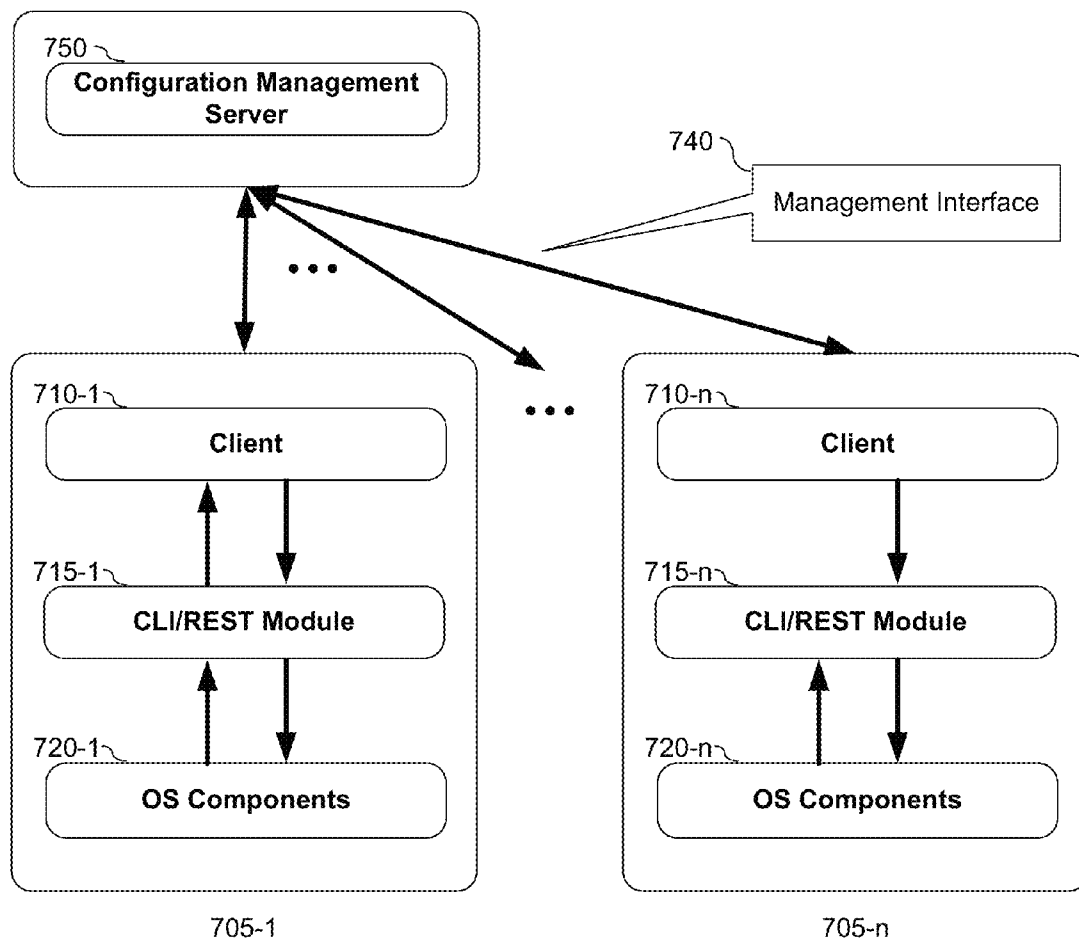 750
Configuration Management
Server
740
Management Interface
710-1
Client
710-n
Client
715-1
CLI/REST Module
715-n
CLI/REST Module
720-1
OS Components
720-n
OS Components
705-1
705-n